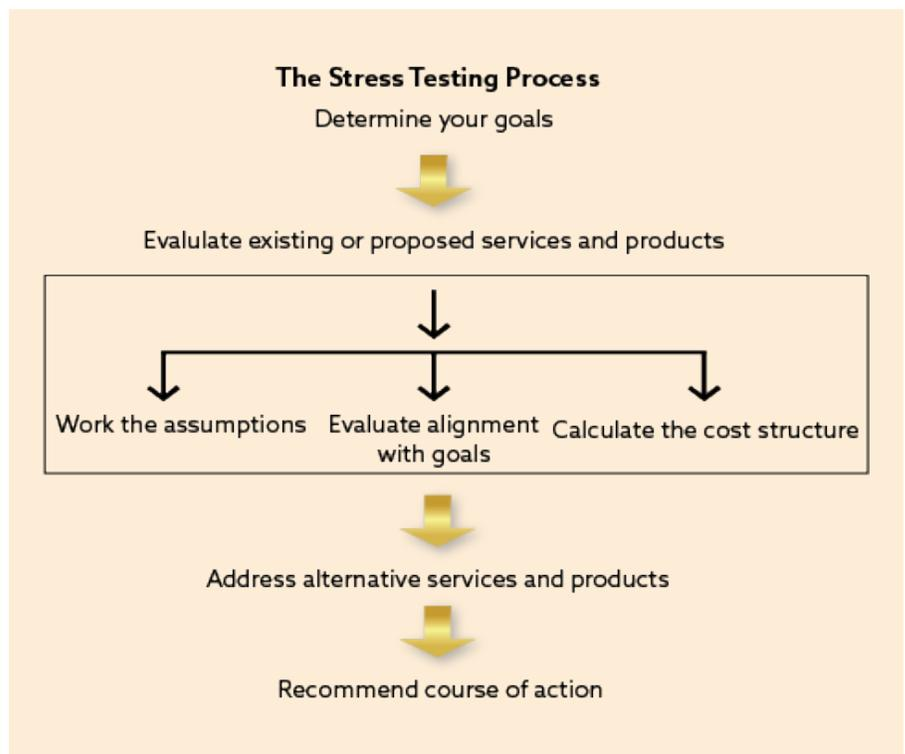 The Stress Testing Process
Determine your goals
Evalulate existing or proposed services and products
Work the assumptions
Evaluate alignment
with goals
Calculate the cost structure
Address alternative services and products
Recommend course of action